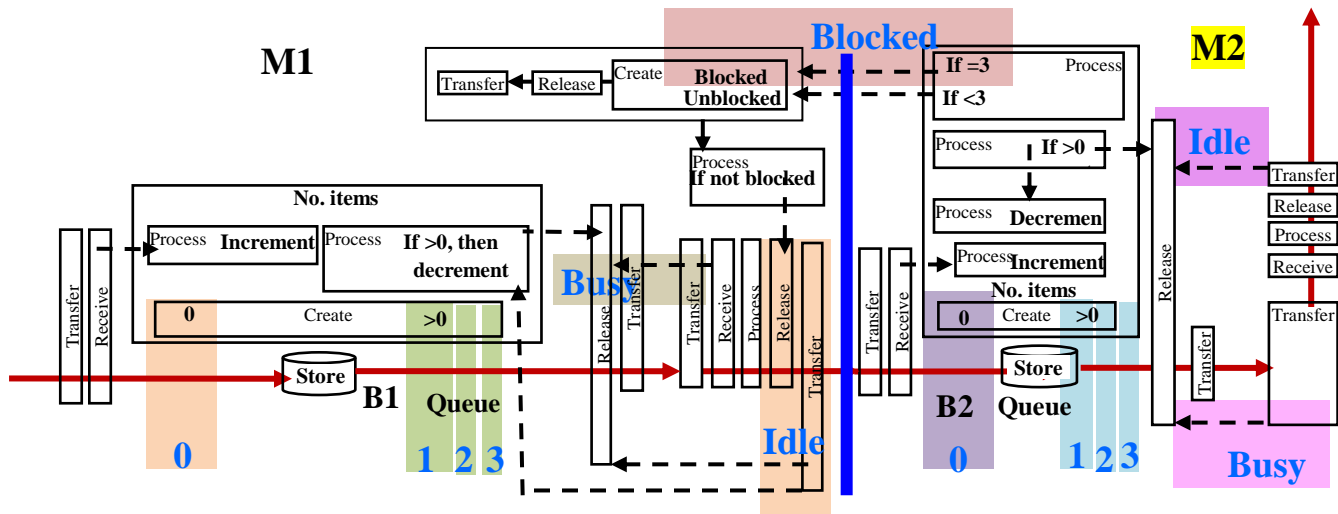 M1
Blocked
M2
Transfer
Release
Create
Blocked
Unblocked
If =3
Process
If <3
Process
If not blocked
Process
If >0
Process
Decremen
Process
Increment
No. items
0
Create
>0
No. items
Process
Increment
Process
If >0, then
decrement
0
Create
>0
Transfer
Receive
Store
B1
Queue
0
1
2
3
Busy
Release
Transfer
Transfer
Receive
Process
Release
Transfer
Idle
Transfer
Receive
Store
B2
Queue
0
1
2
3
Release
Idle
Transfer
Release
Process
Receive
Transfer
Transfer
Busy